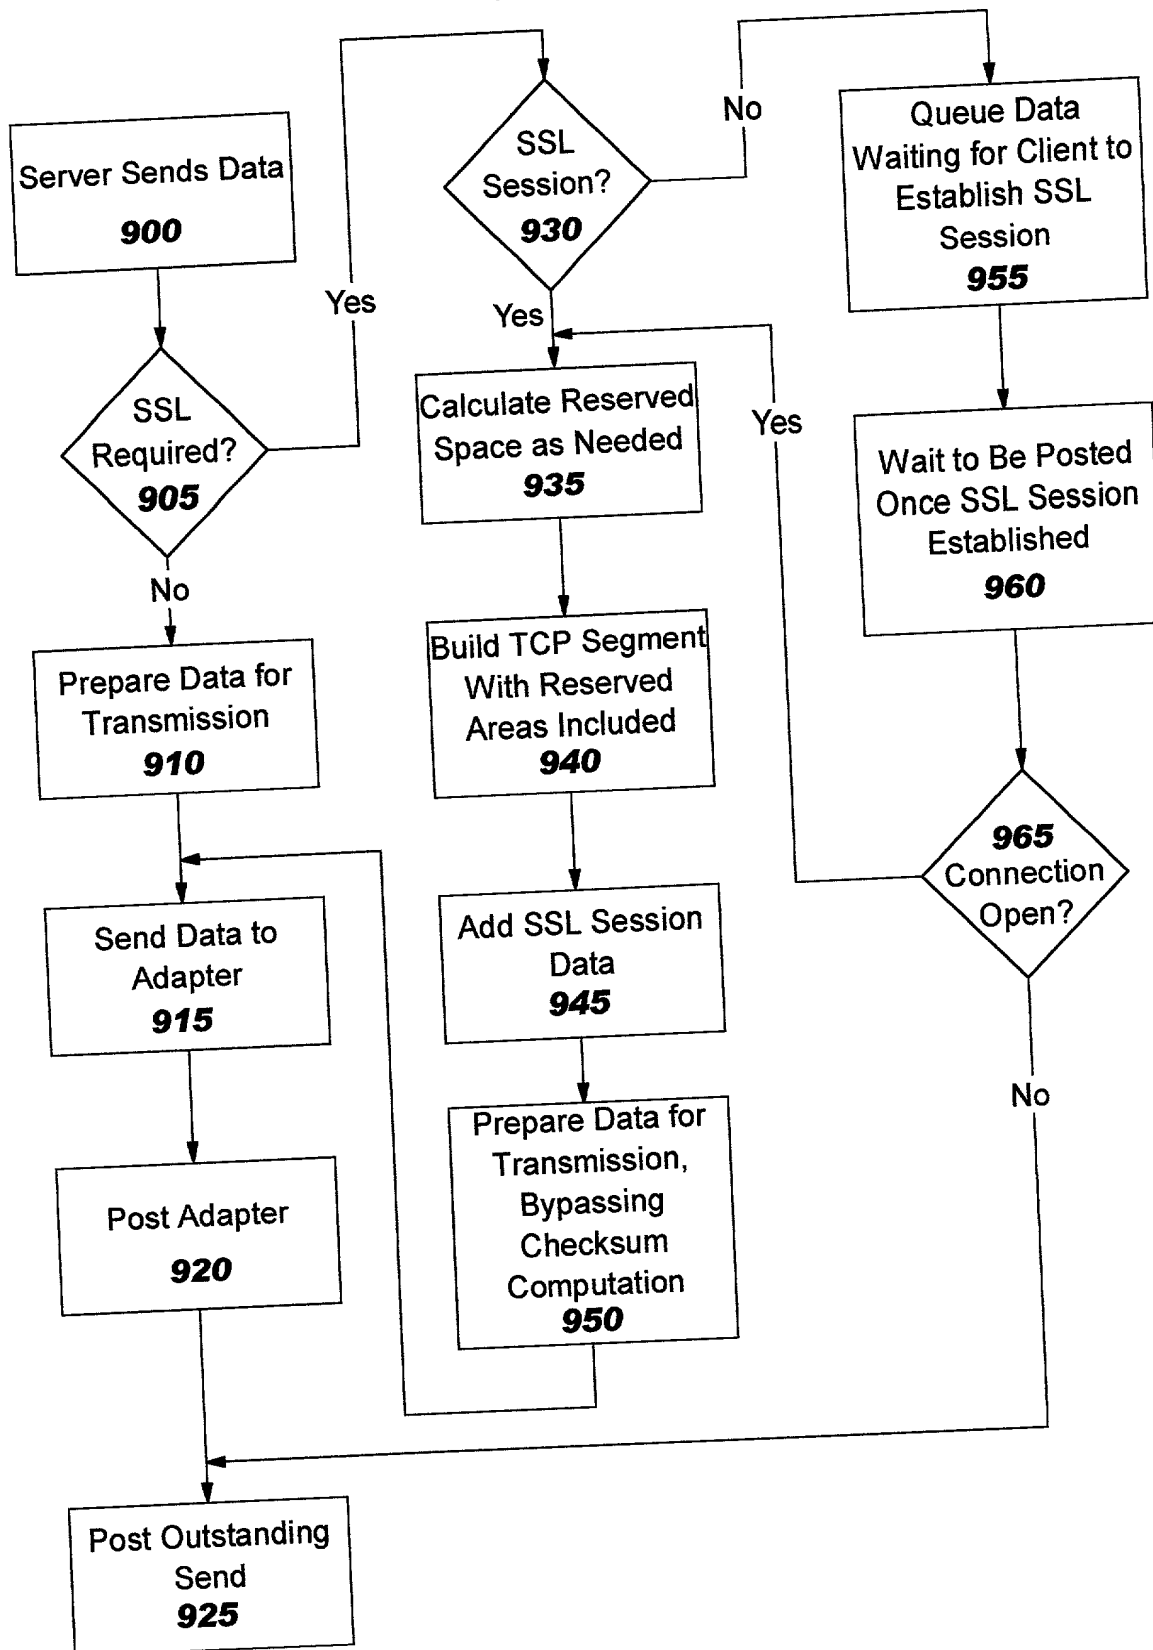 Server Sends Data
900
SSL
Required?
905
Yes
No
Prepare Data for
Transmission
910
Send Data to
Adapter
915
Post Adapter
920
Post Outstanding
Send
925
SSL
Session?
930
No
Yes
Calculate Reserved
Space as Needed
935
Build TCP Segment
With Reserved
Areas Included
940
Add SSL Session
Data
945
Prepare Data for
Transmission,
Bypassing
Checksum
Computation
950
Queue Data
Waiting for Client to
Establish SSL
Session
955
Wait to Be Posted
Once SSL Session
Established
960
965
Connection
Open?
Yes
No